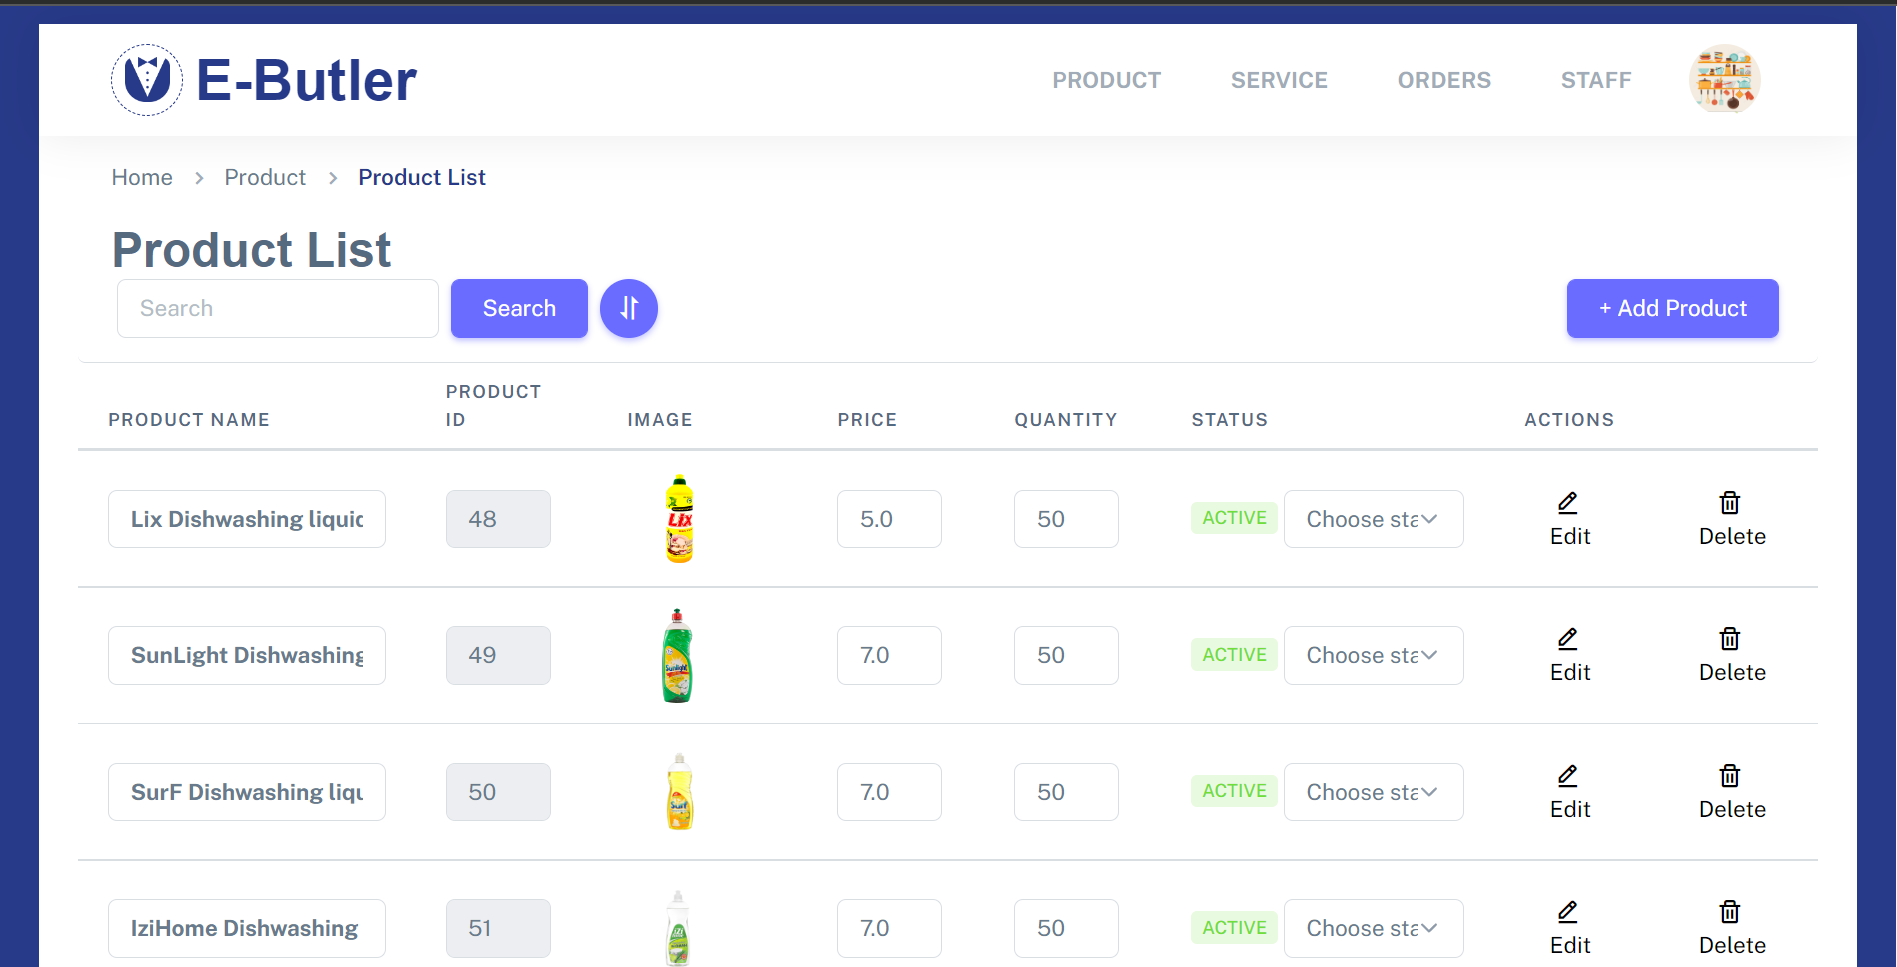 E-Butler
PRODUCT SERVICE ORDERS STAFF
Home > Product > Product List
Product List
Search Search + Add Product
PRODUCT NAME PRODUCT ID IMAGE PRICE QUANTITY STATUS ACTIONS
Lix Dishwashing liquid 48 LIX 5.0 50 ACTIVE Choose sta Edit Delete
SunLight Dishwashing 49 Sunlight 7.0 50 ACTIVE Choose sta Edit Delete
SurF Dishwashing liqu 50 Surf 7.0 50 ACTIVE Choose sta Edit Delete
IziHome Dishwashing 51 IZI 7.0 50 ACTIVE Choose sta Edit Delete